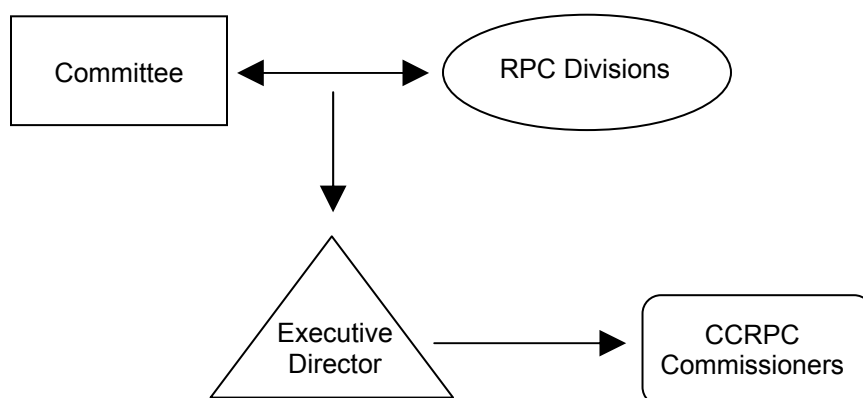 Committee
RPC Divisions
Executive
Director
CCRPC
Commissioners